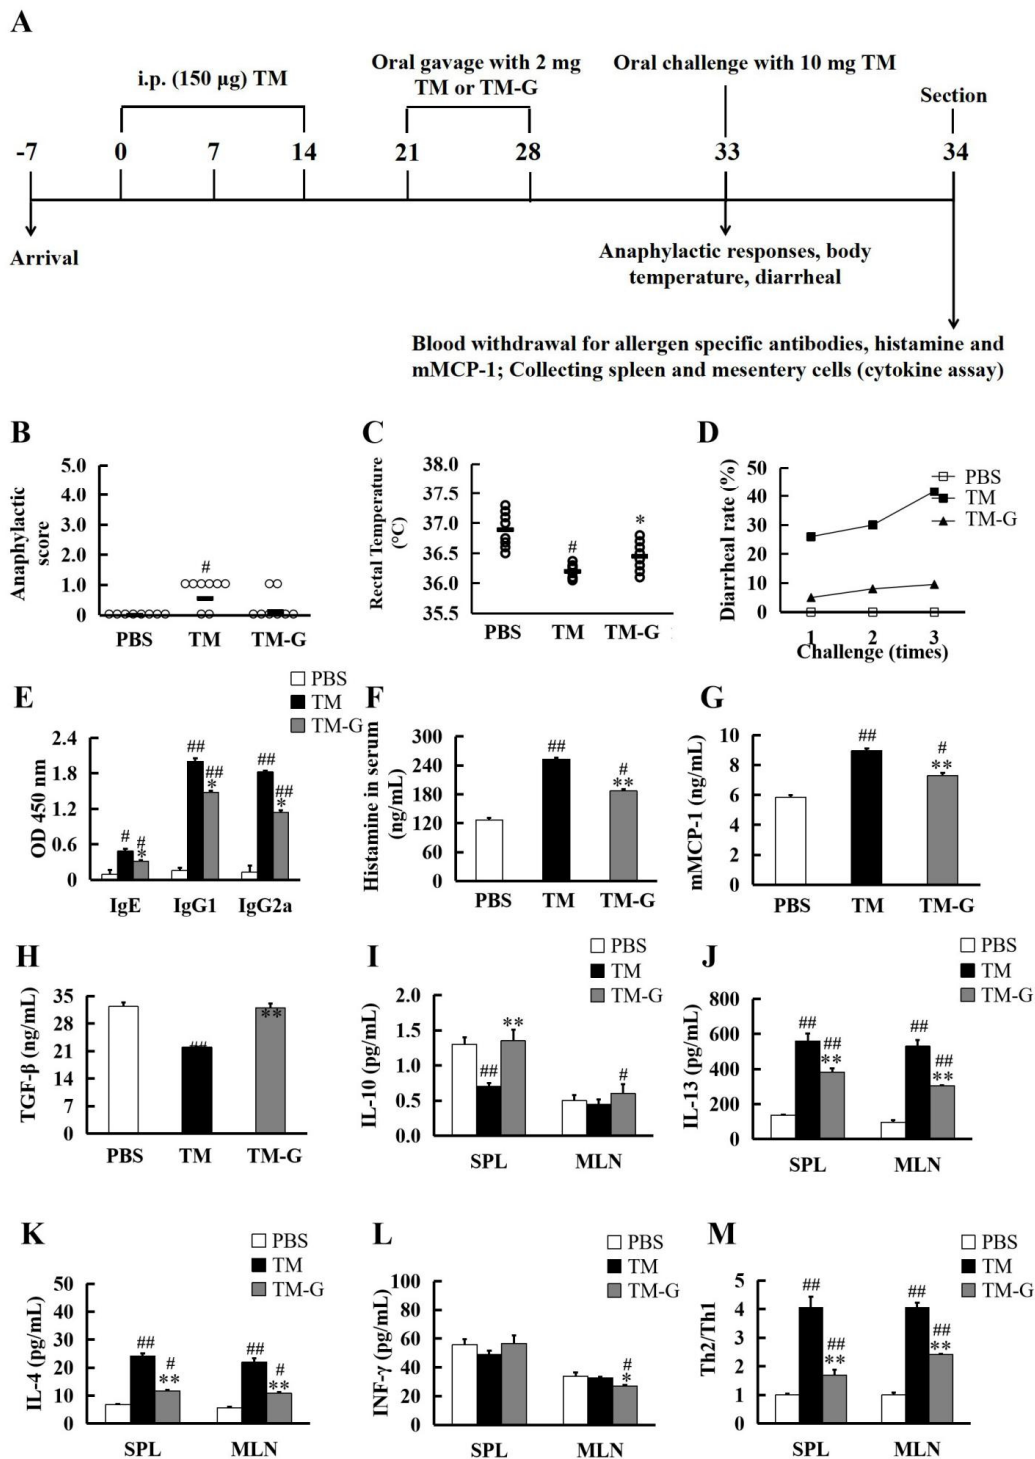 A
i.p. (150 μg) TM
Oral gavage with 2 mg
TM or TM-G
Oral challenge with 10 mg TM
Section
-7 0 7 14 21 28 33 34
Arrival
Anaphylactic responses, body
temperature, diarrheal
Blood withdrawal for allergen specific antibodies, histamine and
mMCP-1; Collecting spleen and mesentery cells (cytokine assay)
B
Anaphylactic
score
5.0
4.0
3.0
2.0
1.0
0
#
PBS TM TM-G
C
Rectal Temperature
(°C)
38.0
37.5
37.0
36.5
36.0
35.5
#
*
PBS TM TM-G
D
Diarrheal rate (%)
50
40
30
20
10
0
PBS
TM
TM-G
1 2 3
Challenge (times)
E
PBS
TM
TM-G
OD 450 nm
2.4
1.8
1.2
0.6
0
# #
*
## ##
*
## ##
*
IgE IgG1 IgG2a
F
Histamine in serum
(ng/mL)
300
240
180
120
60
0
##
#
**
PBS TM TM-G
G
mMCP-1 (ng/mL)
10
8
6
4
2
0
##
#
**
PBS TM TM-G
H
TGF-β (ng/mL)
35
28
21
14
7
0
##
**
PBS TM TM-G
I
PBS
TM
TM-G
IL-10 (pg/mL)
2.0
1.5
1.0
0.5
0.0
##
**
#
SPL MLN
J
PBS
TM
TM-G
IL-13 (pg/mL)
800
600
400
200
0
##
##
**
##
##
**
SPL MLN
K
PBS
TM
TM-G
IL-4 (pg/mL)
50
40
30
20
10
0
##
#
**
##
#
**
SPL MLN
L
PBS
TM
TM-G
INF-γ (pg/mL)
100
80
60
40
20
0
#
*
SPL MLN
M
PBS
TM
TM-G
Th2/Th1
5
4
3
2
1
0
##
##
**
##
##
**
SPL MLN